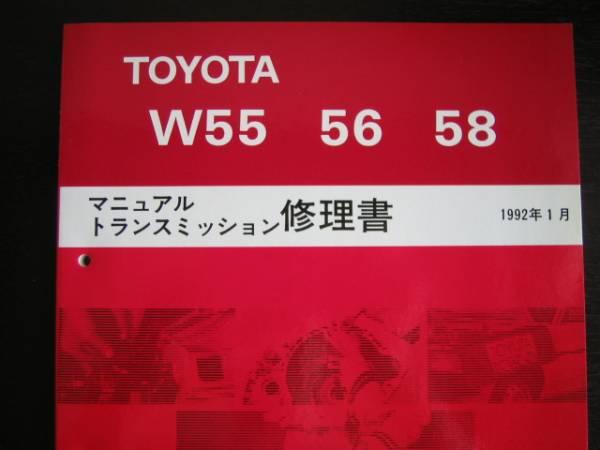 TOYOTA
W55 56 58
マニュアル
トランスミッション修理書
1992年1月